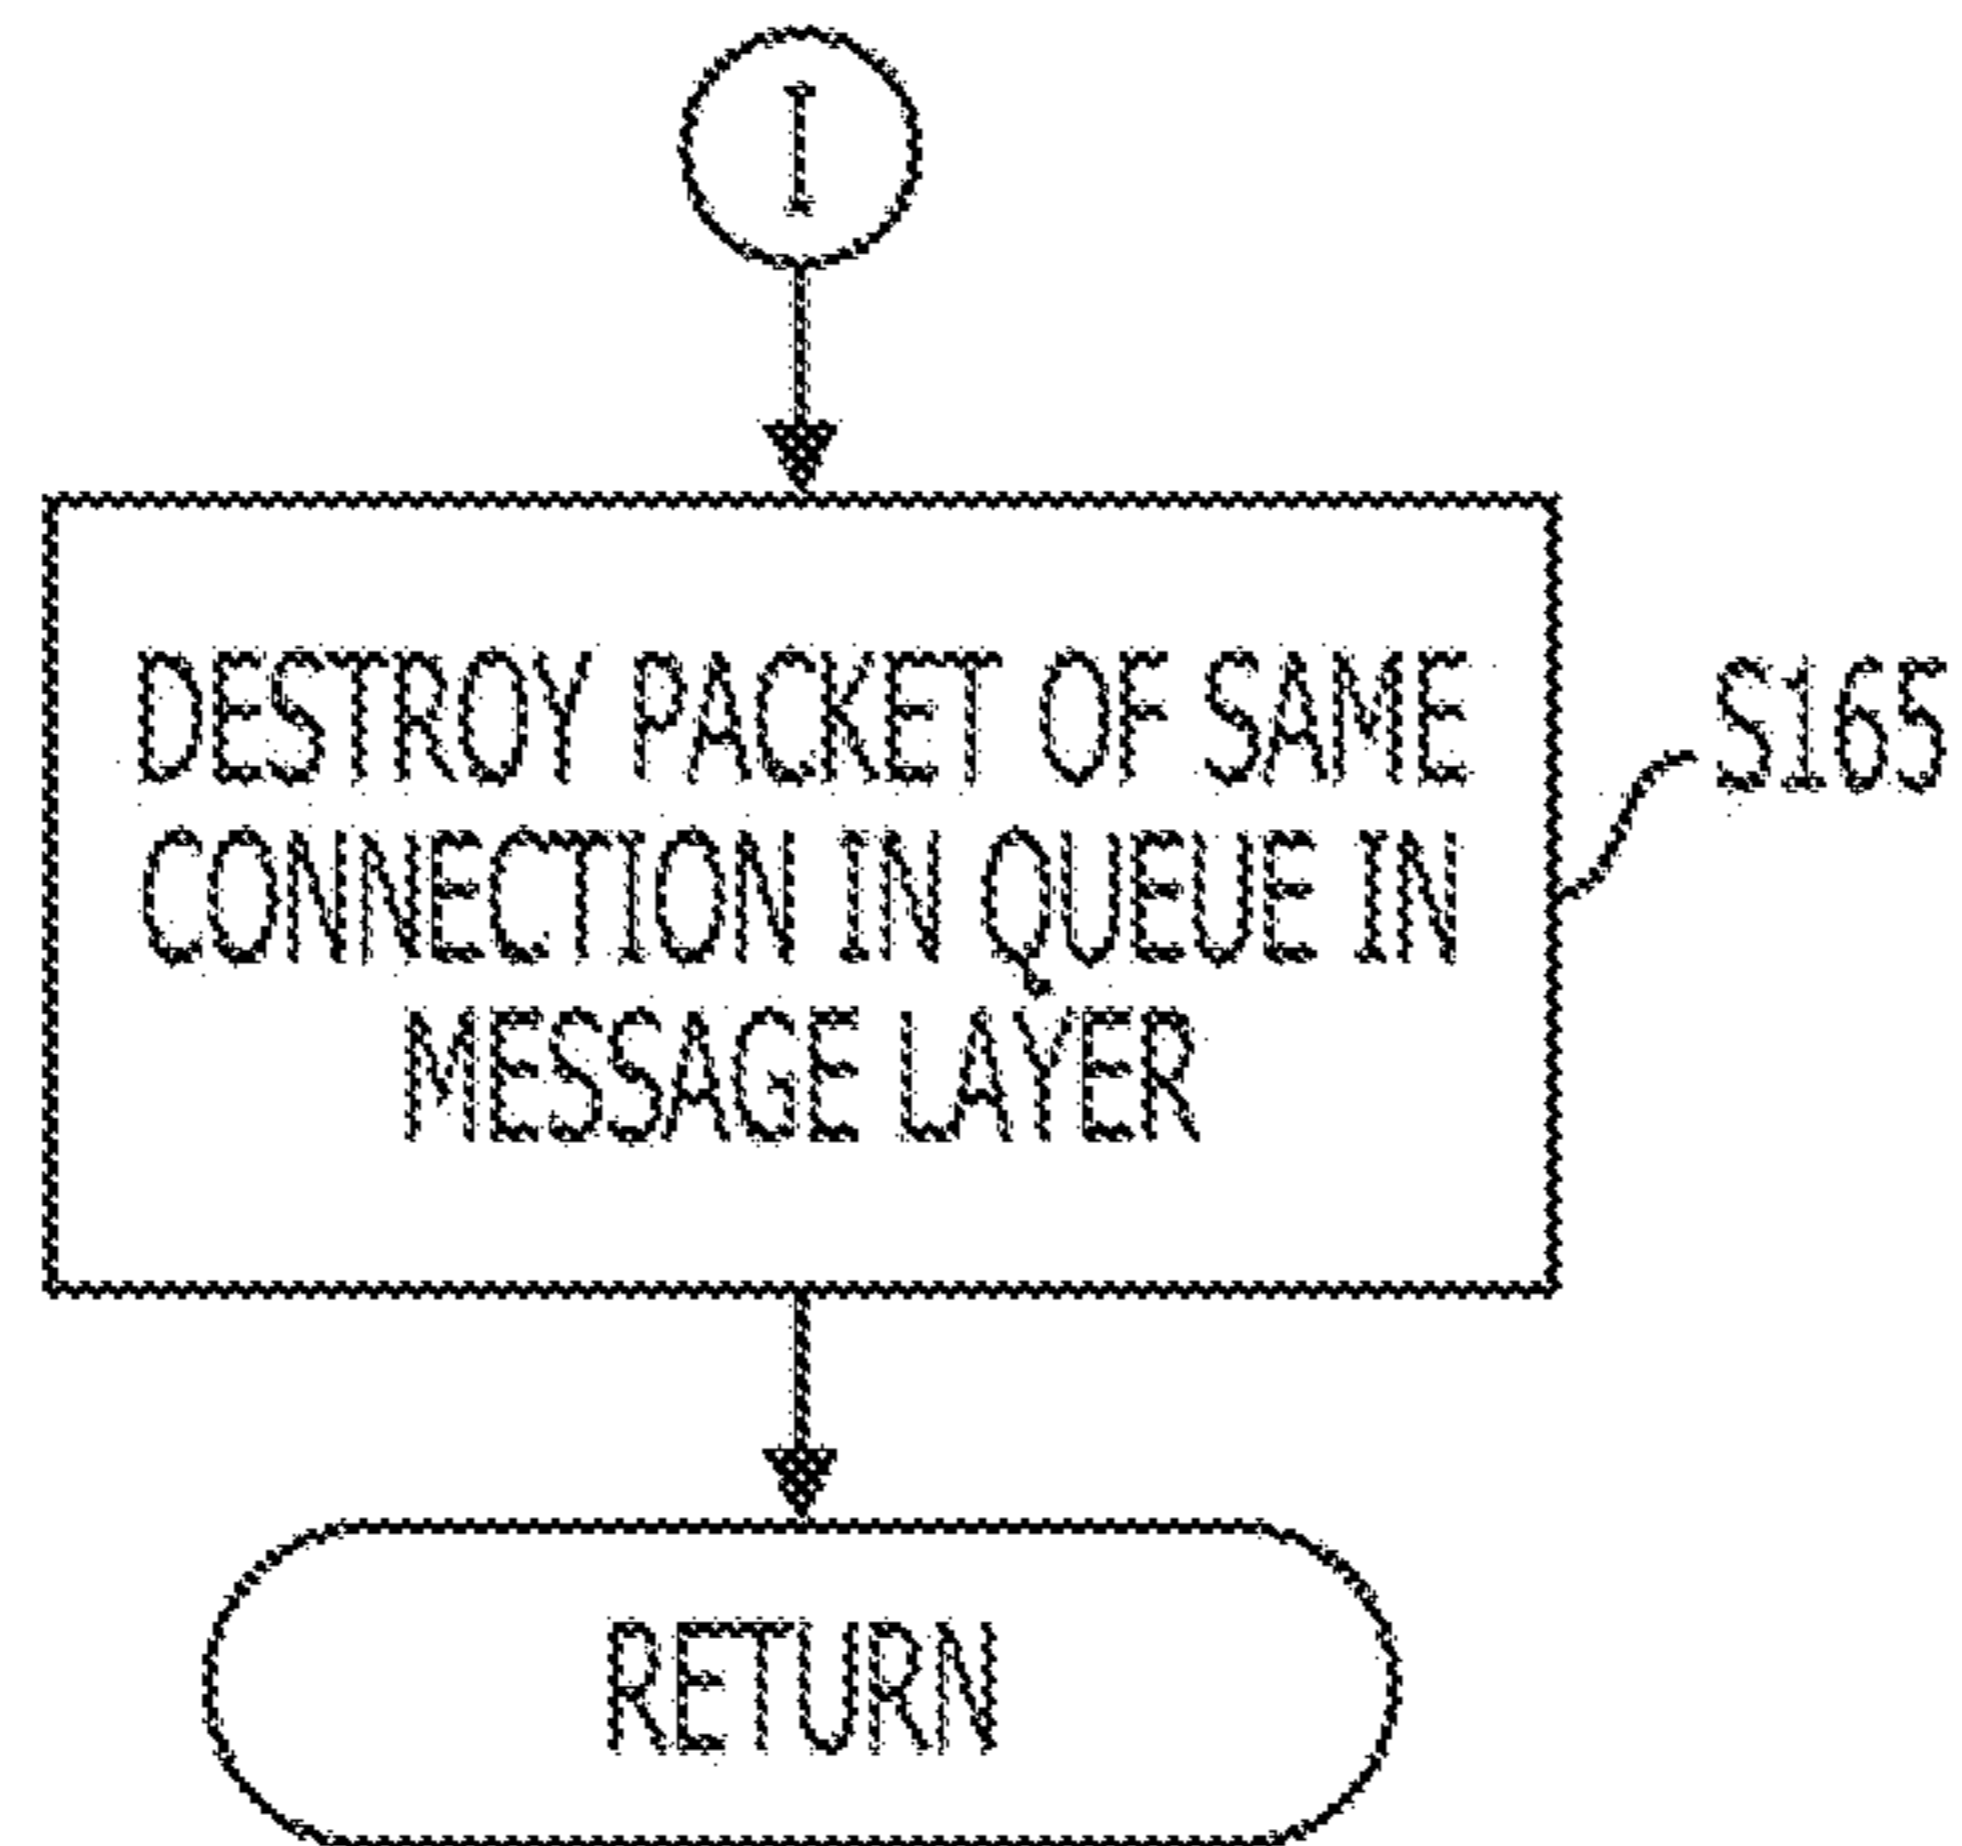 I
DESTROY PACKET OF SAME
CONNECTION IN QUEUE IN
MESSAGE LAYER
S165
RETURN